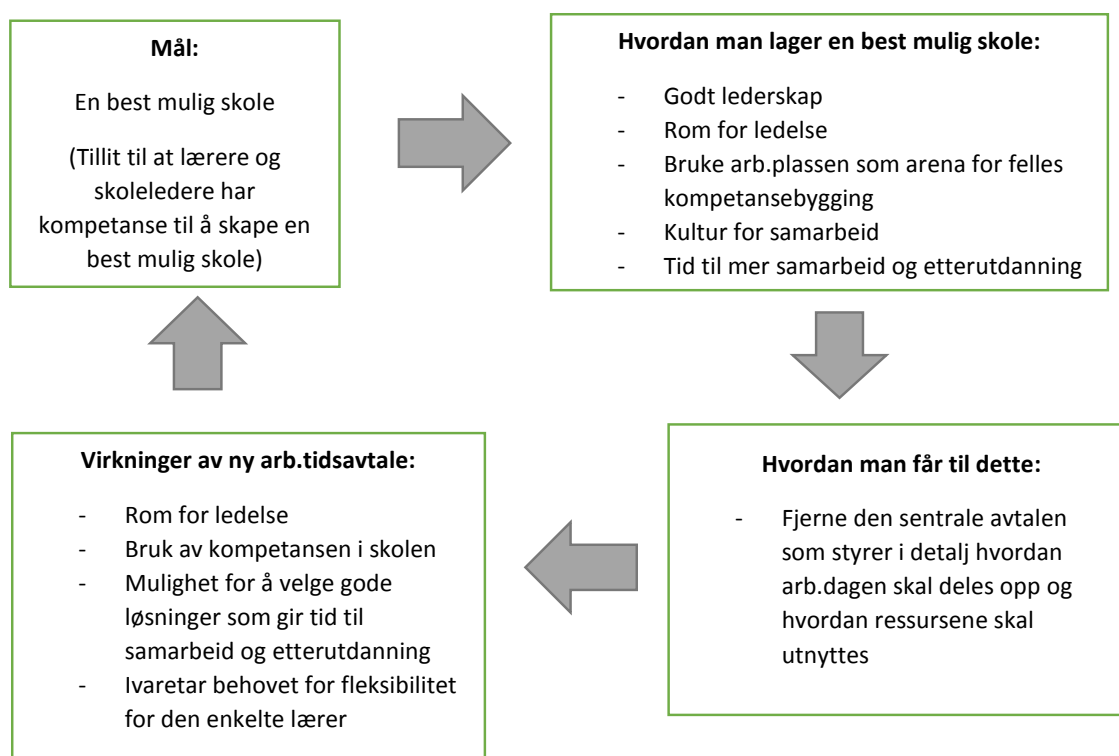 Mål:
En best mulig skole
(Tillit til at lærere og
skoleledere har
kompetanse til å skape en
best mulig skole)
Hvordan man lager en best mulig skole:
- Godt lederskap
- Rom for ledelse
- Bruke arb.plassen som arena for felles
kompetansebygging
- Kultur for samarbeid
- Tid til mer samarbeid og etterutdanning
Hvordan man får til dette:
- Fjerne den sentrale avtalen
som styrer i detalj hvordan
arb.dagen skal deles opp og
hvordan ressursene skal
utnyttes
Virkninger av ny arb.tidsavtale:
- Rom for ledelse
- Bruk av kompetansen i skolen
- Mulighet for å velge gode
løsninger som gir tid til
samarbeid og etterutdanning
- Ivaretar behovet for fleksibilitet
for den enkelte lærer